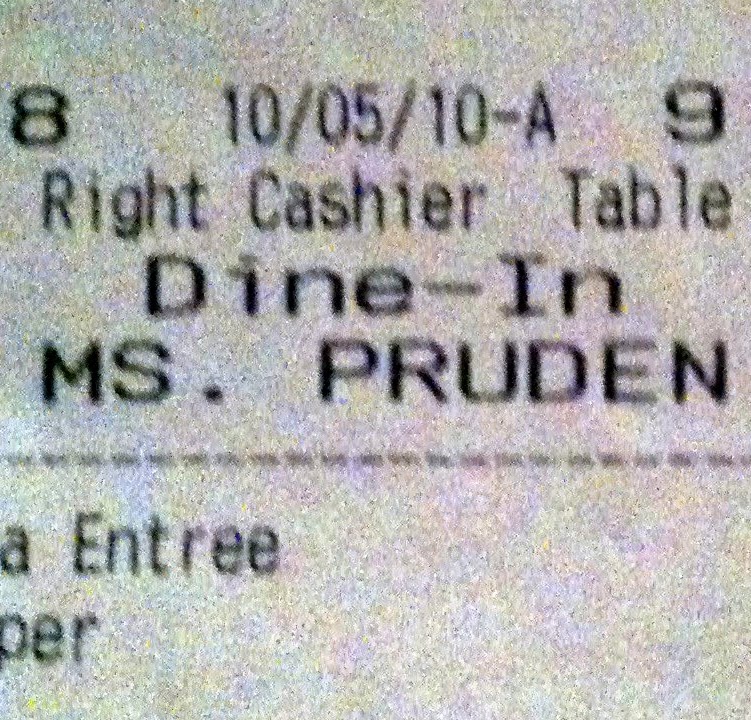 8 10/05/10-A 9
Right Cashier Table
Dine-In
MS. PRUDEN
a Entree
per